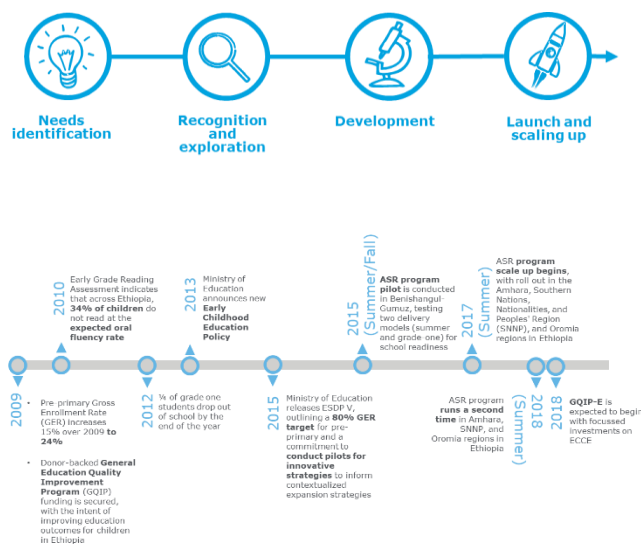 Needs
identification
Recognition
and
exploration
Development
Launch and
scaling up
2010
Early Grade Reading
Assessment indicates
that across Ethiopia,
34% of children do
not read at the
expected oral
fluency rate
2013
Ministry of
Education
announces new
Early
Childhood
Education
Policy
2015
(Summer/Fall)
ASR program
pilot is conducted
in Benishangul-
Gumuz, testing
two delivery
models (summer
and grade-one) for
school readiness
2017
(Summer)
ASR program
scale up begins,
with roll out in the
Amhara, Southern
Nations,
Nationalities, and
Peoples' Region
(SNNP), and Oromia
regions in Ethiopia
2009
• Pre-primary Gross
Enrollment Rate
(GER) increases
15% over 2009 to
24%
• Donor-backed General
Education Quality
Improvement
Program (GQIP)
funding is secured,
with the intent of
improving education
outcomes for children
in Ethiopia
2012
¼ of grade one
students drop out
of school by the
end of the year
2015
Ministry of Education
releases ESDP V,
outlining a 80% GER
target for pre-
primary and a
commitment to
conduct pilots for
innovative
strategies to inform
contextualized
expansion strategies
ASR program
runs a second
time in Amhara,
SNNP, and
Oromia regions in
Ethiopia
2018
(Summer)
2018
GQIP-E is
expected to begin
with focussed
investments on
ECCE